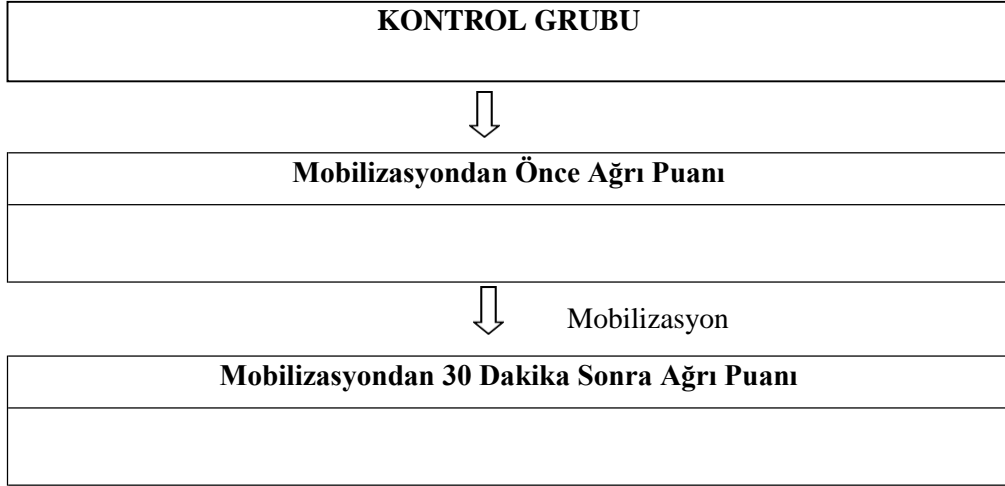 KONTROL GRUBU
Mobilizasyondan Önce Ağrı Puanı
Mobilizasyon
Mobilizasyondan 30 Dakika Sonra Ağrı Puanı